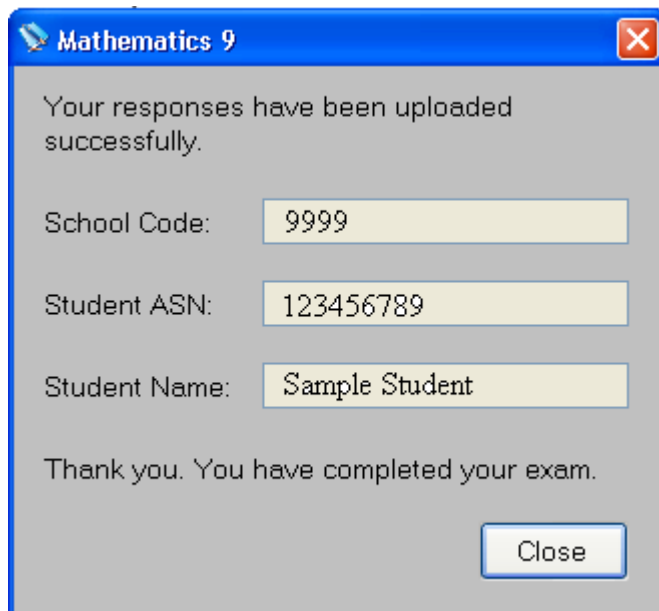 Mathematics 9
Your responses have been uploaded
successfully.
School Code: 9999
Student ASN: 123456789
Student Name: Sample Student
Thank you. You have completed your exam.
Close